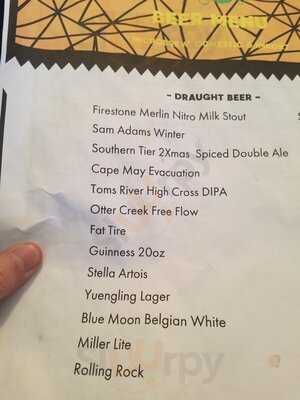 BEER MENU
- DRAUGHT BEER -
Firestone Merlin Nitro Milk Stout
Sam Adams Winter
Southern Tier 2Xmas Spiced Double Ale
Cape May Evacuation
Toms River High Cross DIPA
Otter Creek Free Flow
Fat Tire
Guinness 20oz
Stella Artois
Yuengling Lager
Blue Moon Belgian White
Miller Lite
Rolling Rock